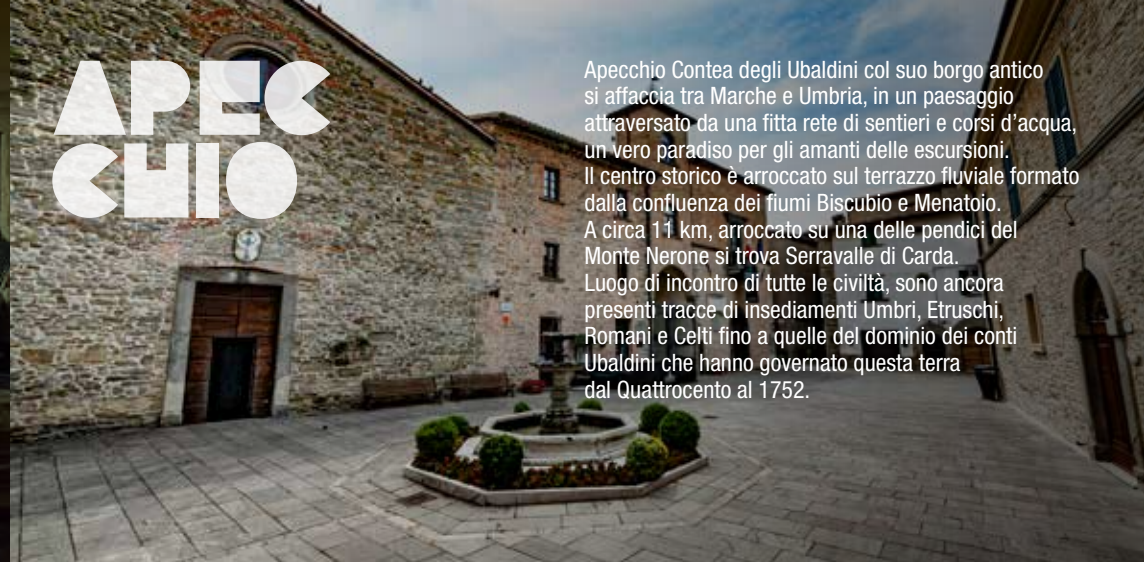 APEC
CHIO
Apecchio Contea degli Ubaldini col suo borgo antico
si affaccia tra Marche e Umbria, in un paesaggio
attraversato da una fitta rete di sentieri e corsi d'acqua,
un vero paradiso per gli amanti delle escursioni.
Il centro storico è arroccato sul terrazzo fluviale formato
dalla confluenza dei fiumi Biscubio e Menatoio.
A circa 11 km, arroccato su una delle pendici del
Monte Nerone si trova Serravalle di Carda.
Luogo di incontro di tutte le civiltà, sono ancora
presenti tracce di insediamenti Umbri, Etruschi,
Romani e Celti fino a quelle del dominio dei conti
Ubaldini che hanno governato questa terra
dal Quattrocento al 1752.